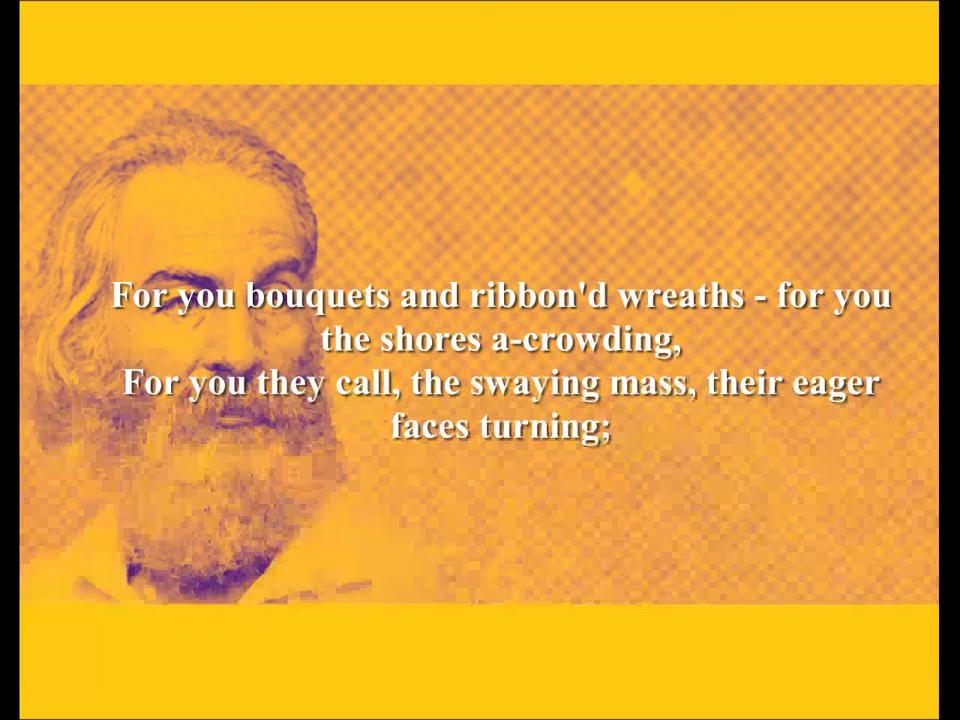 For you bouquets and ribbon'd wreaths - for you
the shores a-crowding,
For you they call, the swaying mass, their eager
faces turning;